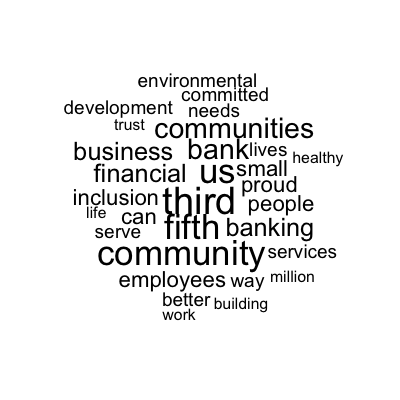 environmental
committed
development needs
trust communities
business bank lives
healthy
financial us small
proud
inclusion third people
life can
serve fifth banking
community services
employees way million
better building
work